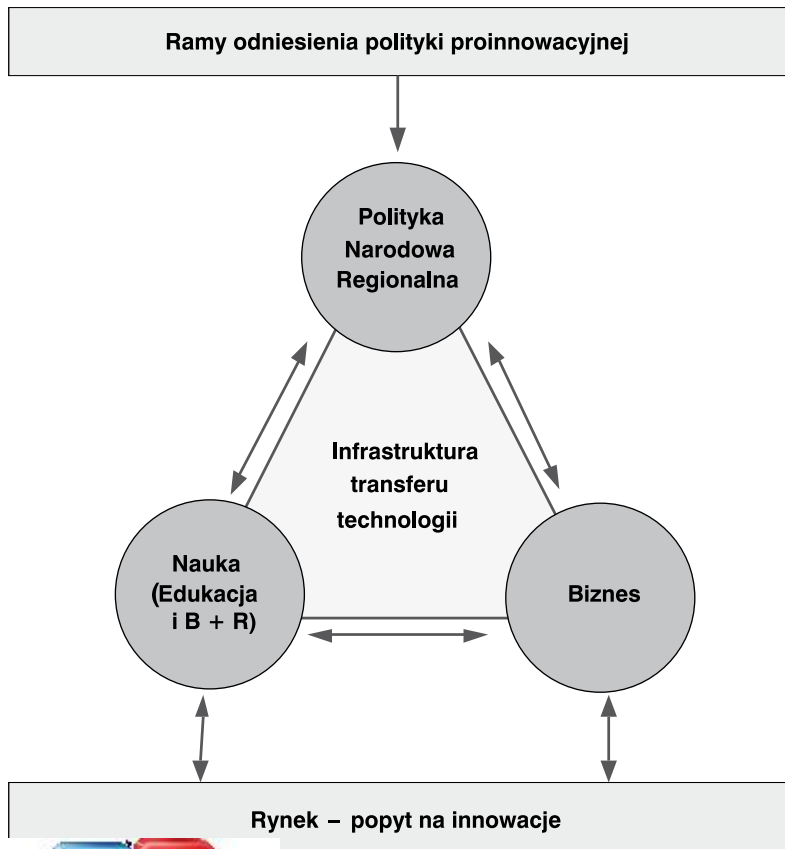 Ramy odniesienia polityki proinnowacyjnej
Polityka
Narodowa
Regionalna
Infrastruktura
transferu
technologii
Nauka
(Edukacja
i B + R)
Biznes
Rynek – popyt na innowacje